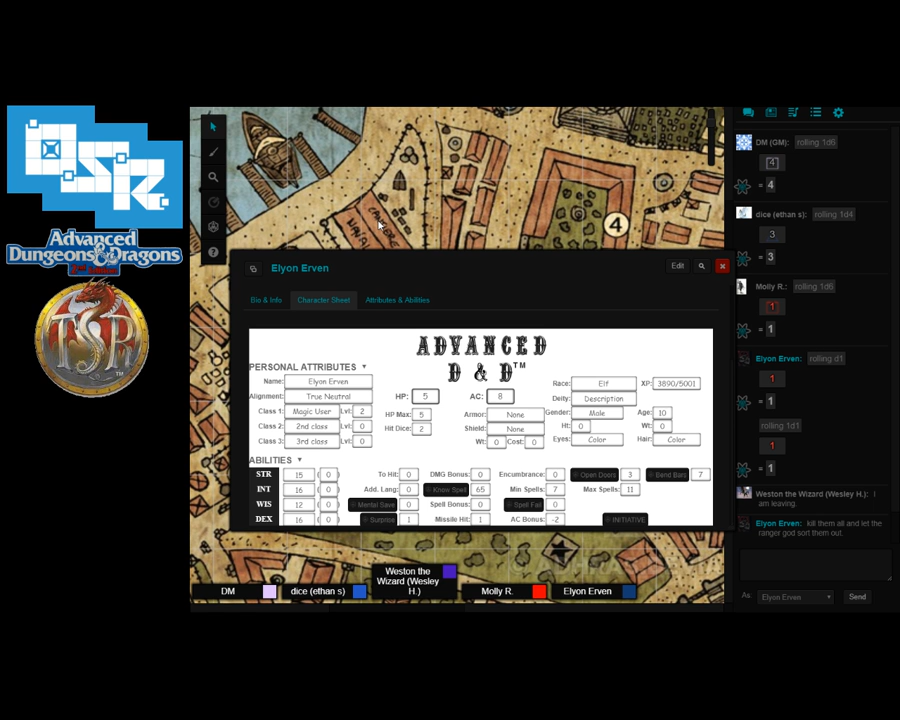 OSR
Advanced
Dungeons & Dragons
2nd Edition
TSR
TM
4
Elyon Erven
Edit
Bio & Info
Character Sheet
Attributes & Abilities
ADVANCED
D & D™
PERSONAL ATTRIBUTES ▼
Name: Elyon Erven
Alignment: True Neutral
Class 1: Magic User Lvl: 2
Class 2: 2nd class Lvl: 0
Class 3: 3rd class Lvl: 0
HP: 5
HP Max: 5
Hit Dice: 2
AC: 8
Armor: None
Shield: None
Wt: 0 Cost: 0
Race: Elf XP: 3890/5001
Deity: Description
Gender: Male Age: 10
Ht: 0 Wt: 0
Eyes: Color Hair: Color
ABILITIES ▼
STR 15 ( 0 ) To Hit: 0 DMG Bonus: 0 Encumbrance: 0 Open Doors 3 Bend Bars 7
INT 16 ( 0 ) Add. Lang: 0 Know Spell 65 Min Spells: 7 Max Spells: 11
WIS 12 ( 0 ) Mental Save 0 Spell Bonus: 0 Spell Fail 0
DEX 16 ( 0 ) Surprise 1 Missile Hit: 1 AC Bonus: -2 INITIATIVE
DM
dice (ethan s)
Weston the
Wizard (Wesley
H.)
Molly R.
Elyon Erven
DM (GM): rolling 1d6
4
= 4
dice (ethan s): rolling 1d4
3
= 3
Molly R.: rolling 1d6
1
= 1
Elyon Erven: rolling d1
1
= 1
rolling 1d1
1
= 1
Weston the Wizard (Wesley H.): I
am leaving.
Elyon Erven: kill them all and let the
ranger god sort them out.
As: Elyon Erven Send